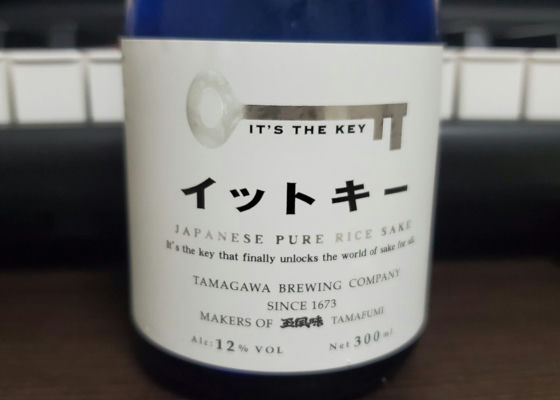 IT'S THE KEY
イットキー
JAPANESE PURE RICE SAKE
It's the key that finally unlocks the world of sake for all.
TAMAGAWA BREWING COMPANY
SINCE 1673
MAKERS OF 玉風味 TAMAFUMI
Alc:12% VOL Net 300ml